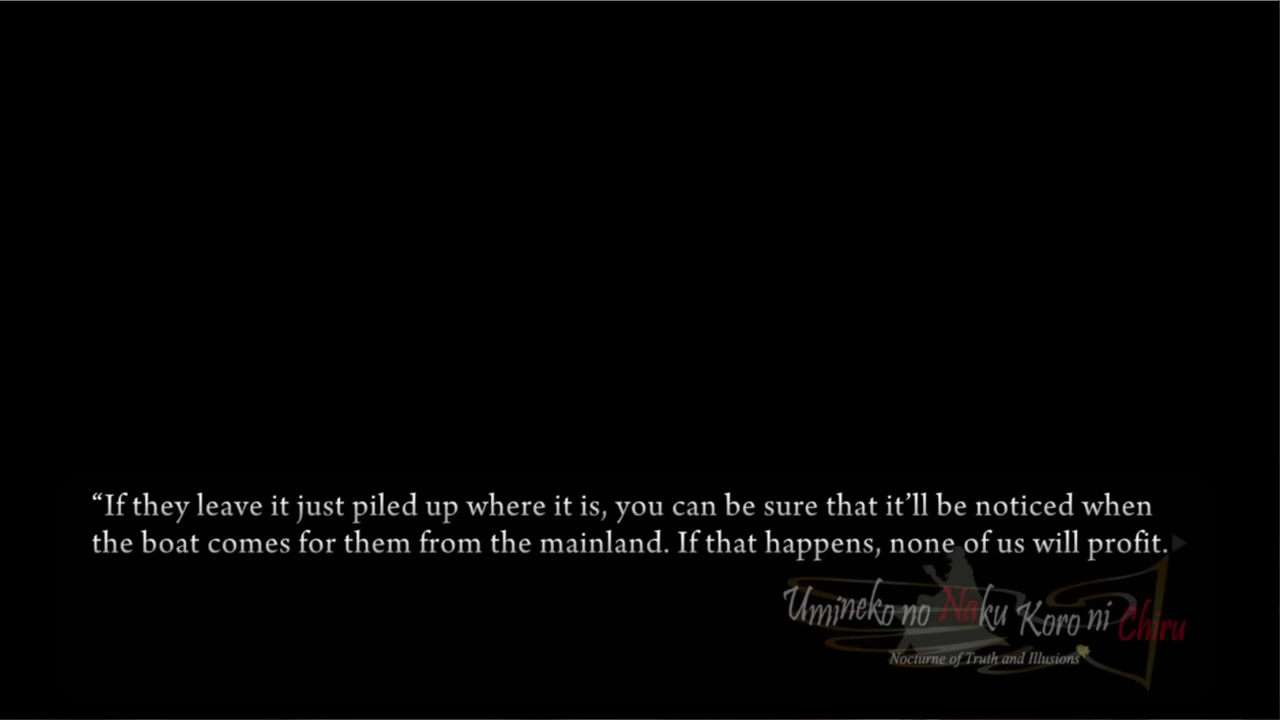 “If they leave it just piled up where it is, you can be sure that it’ll be noticed when
the boat comes for them from the mainland. If that happens, none of us will profit.
Umineko no Naku Koro ni Chiru
Nocturne of Truth and Illusions